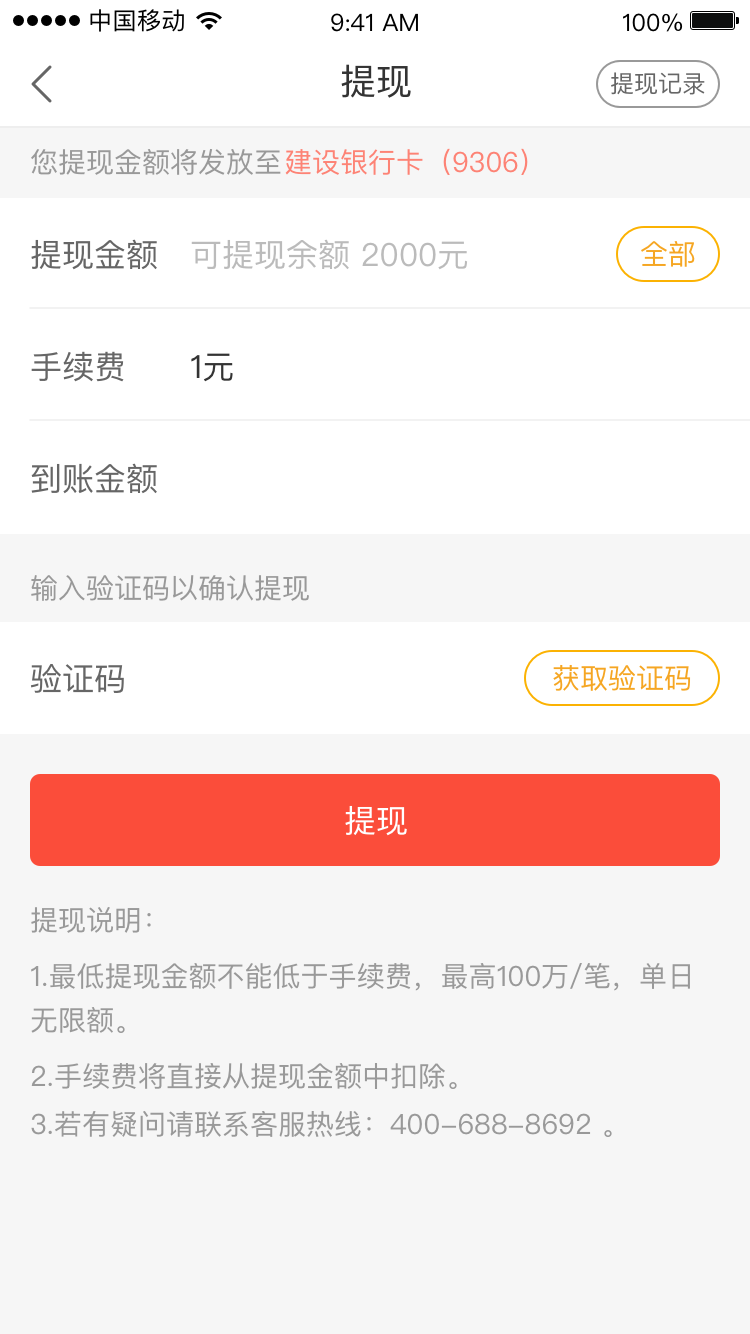 中国移动 9:41 AM 100%
提现 提现记录
您提现金额将发放至建设银行卡（9306）
提现金额 可提现余额 2000元 全部
手续费 1元
到账金额
输入验证码以确认提现
验证码 获取验证码
提现
提现说明：
1.最低提现金额不能低于手续费，最高100万/笔，单日
无限额。
2.手续费将直接从提现金额中扣除。
3.若有疑问请联系客服热线：400-688-8692 。